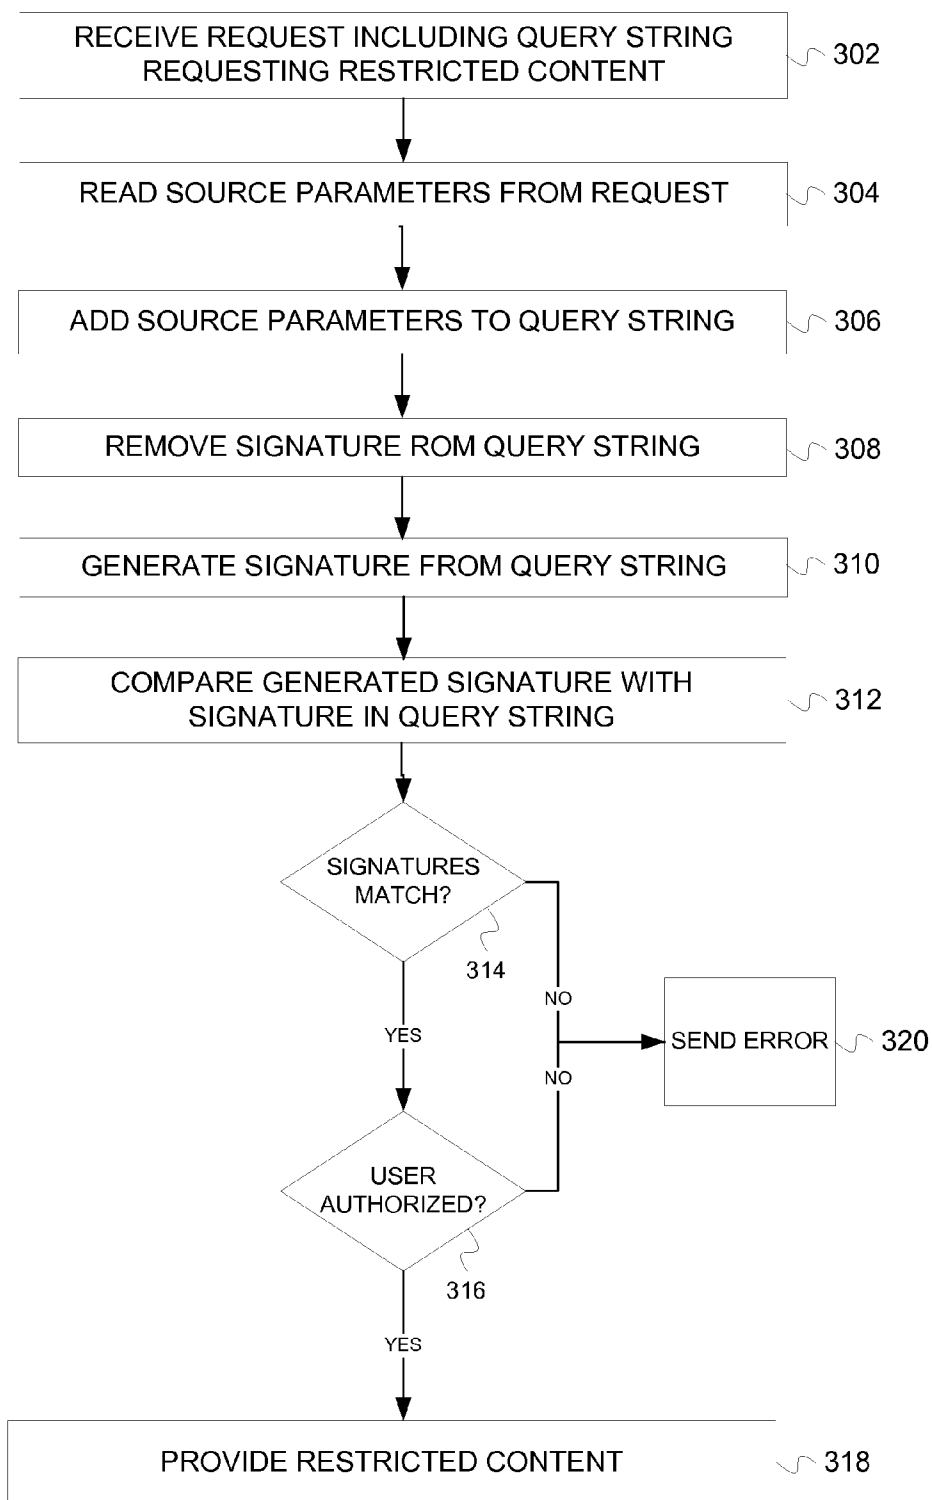 RECEIVE REQUEST INCLUDING QUERY STRING
REQUESTING RESTRICTED CONTENT
302
READ SOURCE PARAMETERS FROM REQUEST
304
ADD SOURCE PARAMETERS TO QUERY STRING
306
REMOVE SIGNATURE ROM QUERY STRING
308
GENERATE SIGNATURE FROM QUERY STRING
310
COMPARE GENERATED SIGNATURE WITH
SIGNATURE IN QUERY STRING
312
SIGNATURES
MATCH?
314
NO
YES
SEND ERROR
320
NO
USER
AUTHORIZED?
316
YES
PROVIDE RESTRICTED CONTENT
318